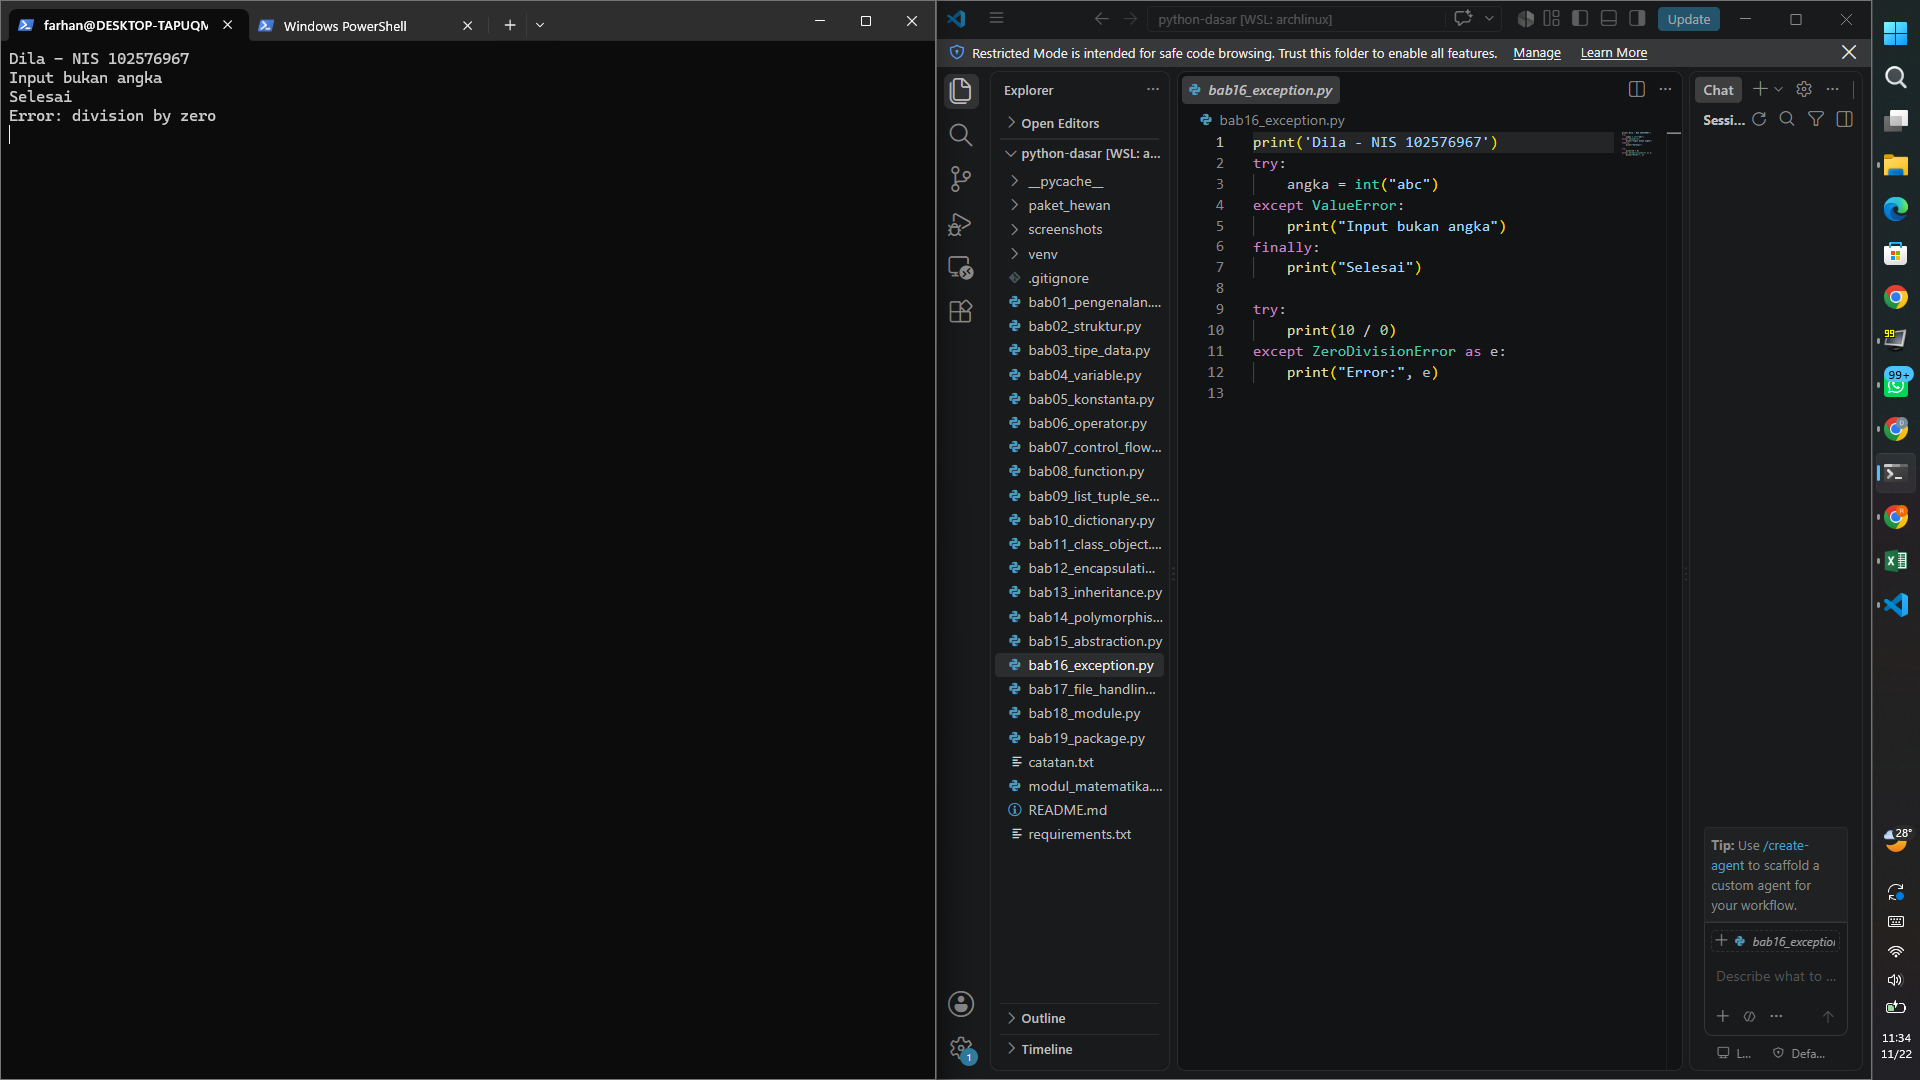 farhan@DESKTOP-TAPUQM
Windows PowerShell
Dila - NIS 102576967
Input bukan angka
Selesai
Error: division by zero
python-dasar [WSL: archlinux]
Update
Restricted Mode is intended for safe code browsing. Trust this folder to enable all features.
Manage
Learn More
Explorer
Open Editors
python-dasar [WSL: a...
__pycache__
paket_hewan
screenshots
venv
.gitignore
bab01_pengenalan....
bab02_struktur.py
bab03_tipe_data.py
bab04_variable.py
bab05_konstanta.py
bab06_operator.py
bab07_control_flow...
bab08_function.py
bab09_list_tuple_se...
bab10_dictionary.py
bab11_class_object....
bab12_encapsulati...
bab13_inheritance.py
bab14_polymorphis...
bab15_abstraction.py
bab16_exception.py
bab17_file_handlin...
bab18_module.py
bab19_package.py
catatan.txt
modul_matematika....
README.md
requirements.txt
Outline
Timeline
1
bab16_exception.py
bab16_exception.py
1 print('Dila - NIS 102576967')
2 try:
3 angka = int("abc")
4 except ValueError:
5 print("Input bukan angka")
6 finally:
7 print("Selesai")
8
9 try:
10 print(10 / 0)
11 except ZeroDivisionError as e:
12 print("Error:", e)
13
Chat
Sessi...
Tip: Use /create-
agent to scaffold a
custom agent for
your workflow.
bab16_exception
Describe what to ...
L...
Defa...
99
99+
28°
11:34
11/22